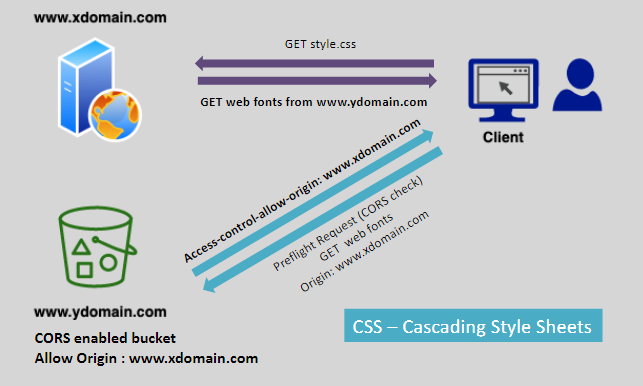 www.xdomain.com
GET style.css
GET web fonts from www.ydomain.com
Client
Access-control-allow-origin: www.xdomain.com
Preflight Request (CORS check)
GET web fonts
Origin: www.xdomain.com
www.ydomain.com
CORS enabled bucket
Allow Origin : www.xdomain.com
CSS – Cascading Style Sheets